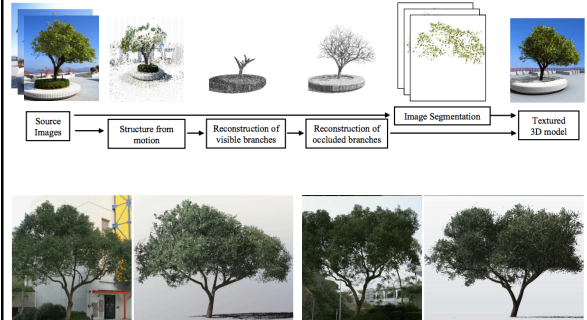 Source
Images
Structure from
motion
Reconstruction of
visible branches
Reconstruction of
occluded branches
Image Segmentation
Textured
3D model